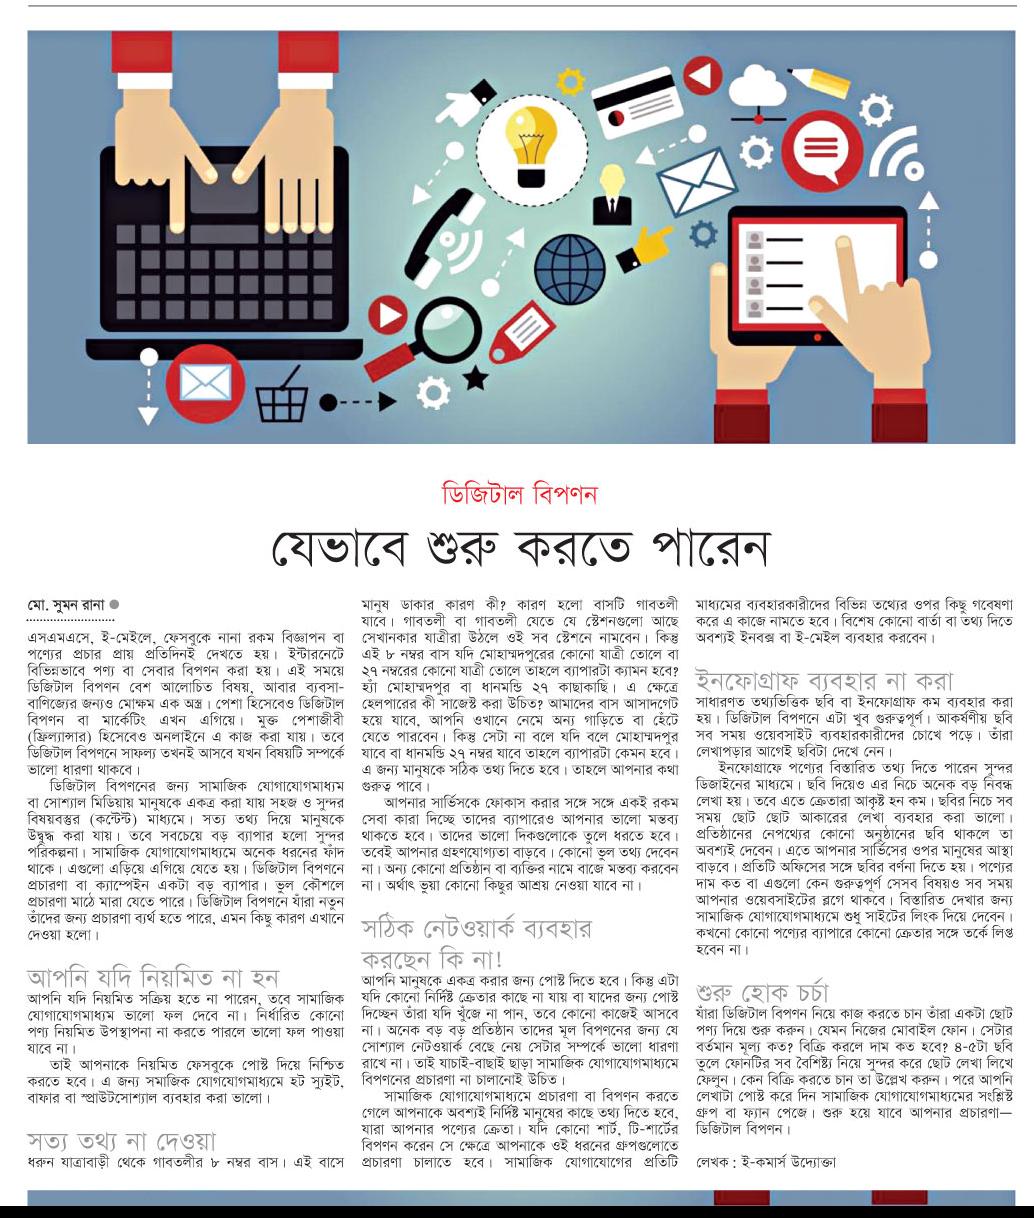 ডিজিটাল বিপণন
যেভাবে শুরু করতে পারেন
মো. সুমন রানা
এসএমএসে, ই-মেইলে, ফেসবুকে নানা রকম বিজ্ঞাপন বা
পণ্যের প্রচার প্রায় প্রতিদিনই দেখতে হয়। ইন্টারনেটে
বিভিন্নভাবে পণ্য বা সেবার বিপণন করা হয়। এই সময়ে
ডিজিটাল বিপণন বেশ আলোচিত বিষয়, আবার ব্যবসা-
বাণিজ্যের জন্যও মোক্ষম এক অস্ত্র। পেশা হিসেবেও ডিজিটাল
বিপণন বা মার্কেটিং এখন এগিয়ে। মুক্ত পেশাজীবী
(ফ্রিল্যান্সার) হিসেবেও অনলাইনে এ কাজ করা যায়। তবে
ডিজিটাল বিপণনে সাফল্য তখনই আসবে যখন বিষয়টি সম্পর্কে
ভালো ধারণা থাকবে।
ডিজিটাল বিপণনের জন্য সামাজিক যোগাযোগমাধ্যম
বা সোশ্যাল মিডিয়ায় মানুষকে একত্র করা যায় সহজ ও সুন্দর
বিষয়বস্তুর (কন্টেন্ট) মাধ্যমে। সত্য তথ্য দিয়ে মানুষকে
উদ্বুদ্ধ করা যায়। তবে সবচেয়ে বড় ব্যাপার হলো সুন্দর
পরিকল্পনা। সামাজিক যোগাযোগমাধ্যমে অনেক ধরনের ফাঁদ
থাকে। এগুলো এড়িয়ে এগিয়ে যেতে হয়। ডিজিটাল বিপণনে
প্রচারণা বা ক্যাম্পেইন একটা বড় ব্যাপার। ভুল কৌশলে
প্রচারণা মাঠে মারা যেতে পারে। ডিজিটাল বিপণনে যাঁরা নতুন
তাঁদের জন্য প্রচারণা ব্যর্থ হতে পারে, এমন কিছু কারণ এখানে
দেওয়া হলো।
আপনি যদি নিয়মিত না হন
আপনি যদি নিয়মিত সক্রিয় হতে না পারেন, তবে সামাজিক
যোগাযোগমাধ্যম ভালো ফল দেবে না। নির্ধারিত কোনো
পণ্য নিয়মিত উপস্থাপনা না করতে পারলে ভালো ফল পাওয়া
যাবে না।
তাই আপনাকে নিয়মিত ফেসবুকে পোস্ট দিয়ে নিশ্চিত
করতে হবে। এ জন্য সমাজিক যোগযোগমাধ্যমে হট স্যুইট,
বাফার বা স্প্রাউটসোশ্যাল ব্যবহার করা ভালো।
সত্য তথ্য না দেওয়া
ধরুন যাত্রাবাড়ী থেকে গাবতলীর ৮ নম্বর বাস। এই বাসে
মানুষ ডাকার কারণ কী? কারণ হলো বাসটি গাবতলী
যাবে। গাবতলী বা গাবতলী যেতে যে স্টেশনগুলো আছে
সেখানকার যাত্রীরা উঠলে ওই সব স্টেশনে নামবেন। কিন্তু
এই ৮ নম্বর বাস যদি মোহাম্মদপুরের কোনো যাত্রী তোলে বা
২৭ নম্বরের কোনো যাত্রী তোলে তাহলে ব্যাপারটা ক্যামন হবে?
হ্যাঁ মোহাম্মদপুর বা ধানমন্ডি ২৭ কাছাকাছি। এ ক্ষেত্রে
হেলপারের কী সাজেস্ট করা উচিত? আমাদের বাস আসাদগেট
হয়ে যাবে, আপনি ওখানে নেমে অন্য গাড়িতে বা হেঁটে
যেতে পারবেন। কিন্তু সেটা না বলে যদি বলে মোহাম্মদপুর
যাবে বা ধানমন্ডি ২৭ নম্বর যাবে তাহলে ব্যাপারটা কেমন হবে।
এ জন্য মানুষকে সঠিক তথ্য দিতে হবে। তাহলে আপনার কথা
গুরুত্ব পাবে।
আপনার সার্ভিসকে ফোকাস করার সঙ্গে সঙ্গে একই রকম
সেবা কারা দিচ্ছে তাদের ব্যাপারেও আপনার ভালো মন্তব্য
থাকতে হবে। তাদের ভালো দিকগুলোকে তুলে ধরতে হবে।
তবেই আপনার গ্রহণযোগ্যতা বাড়বে। কোনো ভুল তথ্য দেবেন
না। অন্য কোনো প্রতিষ্ঠান বা ব্যক্তির নামে বাজে মন্তব্য করবেন
না। অর্থাৎ ভুয়া কোনো কিছুর আশ্রয় নেওয়া যাবে না।
সঠিক নেটওয়ার্ক ব্যবহার
করছেন কি না!
আপনি মানুষকে একত্র করার জন্য পোস্ট দিতে হবে। কিন্তু এটা
যদি কোনো নির্দিষ্ট ক্রেতার কাছে না যায় বা যাদের জন্য পোস্ট
দিচ্ছেন তাঁরা যদি খুঁজে না পান, তবে কোনো কাজেই আসবে
না। অনেক বড় বড় প্রতিষ্ঠান তাদের মূল বিপণনের জন্য যে
সোশ্যাল নেটওয়ার্ক বেছে নেয় সেটার সম্পর্কে ভালো ধারণা
রাখে না। তাই যাচাই-বাছাই ছাড়া সামাজিক যোগাযোগমাধ্যমে
বিপণনের প্রচারণা না চালানোই উচিত।
সামাজিক যোগাযোগমাধ্যমে প্রচারণা বা বিপণন করতে
গেলে আপনাকে অবশ্যই নির্দিষ্ট মানুষের কাছে তথ্য দিতে হবে,
যারা আপনার পণ্যের ক্রেতা। যদি কোনো শার্ট, টি-শার্টের
বিপণন করেন সে ক্ষেত্রে আপনাকে ওই ধরনের গ্রুপগুলোতে
প্রচারণা চালাতে হবে। সামাজিক যোগাযোগের প্রতিটি
মাধ্যমের ব্যবহারকারীদের বিভিন্ন তথ্যের ওপর কিছু গবেষণা
করে এ কাজে নামতে হবে। বিশেষ কোনো বার্তা বা তথ্য দিতে
অবশ্যই ইনবক্স বা ই-মেইল ব্যবহার করবেন।
ইনফোগ্রাফ ব্যবহার না করা
সাধারণত তথ্যভিত্তিক ছবি বা ইনফোগ্রাফ কম ব্যবহার করা
হয়। ডিজিটাল বিপণনে এটা খুব গুরুত্বপূর্ণ। আকর্ষণীয় ছবি
সব সময় ওয়েবসাইট ব্যবহারকারীদের চোখে পড়ে। তাঁরা
লেখাপড়ার আগেই ছবিটা দেখে নেন।
ইনফোগ্রাফে পণ্যের বিস্তারিত তথ্য দিতে পারেন সুন্দর
ডিজাইনের মাধ্যমে। ছবি দিয়েও এর নিচে অনেক বড় নিবন্ধ
লেখা হয়। তবে এতে ক্রেতারা আকৃষ্ট হন কম। ছবির নিচে সব
সময় ছোট ছোট আকারের লেখা ব্যবহার করা ভালো।
প্রতিষ্ঠানের নেপথ্যের কোনো অনুষ্ঠানের ছবি থাকলে তা
অবশ্যই দেবেন। এতে আপনার সার্ভিসের ওপর মানুষের আস্থা
বাড়বে। প্রতিটি অফিসের সঙ্গে ছবির বর্ণনা দিতে হয়। পণ্যের
দাম কত বা এগুলো কেন গুরুত্বপূর্ণ সেসব বিষয়ও সব সময়
আপনার ওয়েবসাইটের ব্লগে থাকবে। বিস্তারিত দেখার জন্য
সামাজিক যোগাযোগমাধ্যমে শুধু সাইটের লিংক দিয়ে দেবেন।
কখনো কোনো পণ্যের ব্যাপারে কোনো ক্রেতার সঙ্গে তর্কে লিপ্ত
হবেন না।
শুরু হোক চর্চা
যাঁরা ডিজিটাল বিপণন নিয়ে কাজ করতে চান তাঁরা একটা ছোট
পণ্য দিয়ে শুরু করুন। যেমন নিজের মোবাইল ফোন। সেটার
বর্তমান মূল্য কত? বিক্রি করলে দাম কত হবে? ৪-৫টা ছবি
তুলে ফোনটির সব বৈশিষ্ট্য নিয়ে সুন্দর করে ছোট লেখা লিখে
ফেলুন। কেন বিক্রি করতে চান তা উল্লেখ করুন। পরে আপনি
লেখাটা পোস্ট করে দিন সামাজিক যোগাযোগমাধ্যমের সংশ্লিষ্ট
গ্রুপ বা ফ্যান পেজে। শুরু হয়ে যাবে আপনার প্রচারণা—
ডিজিটাল বিপণন।
লেখক : ই-কমার্স উদ্যোক্তা